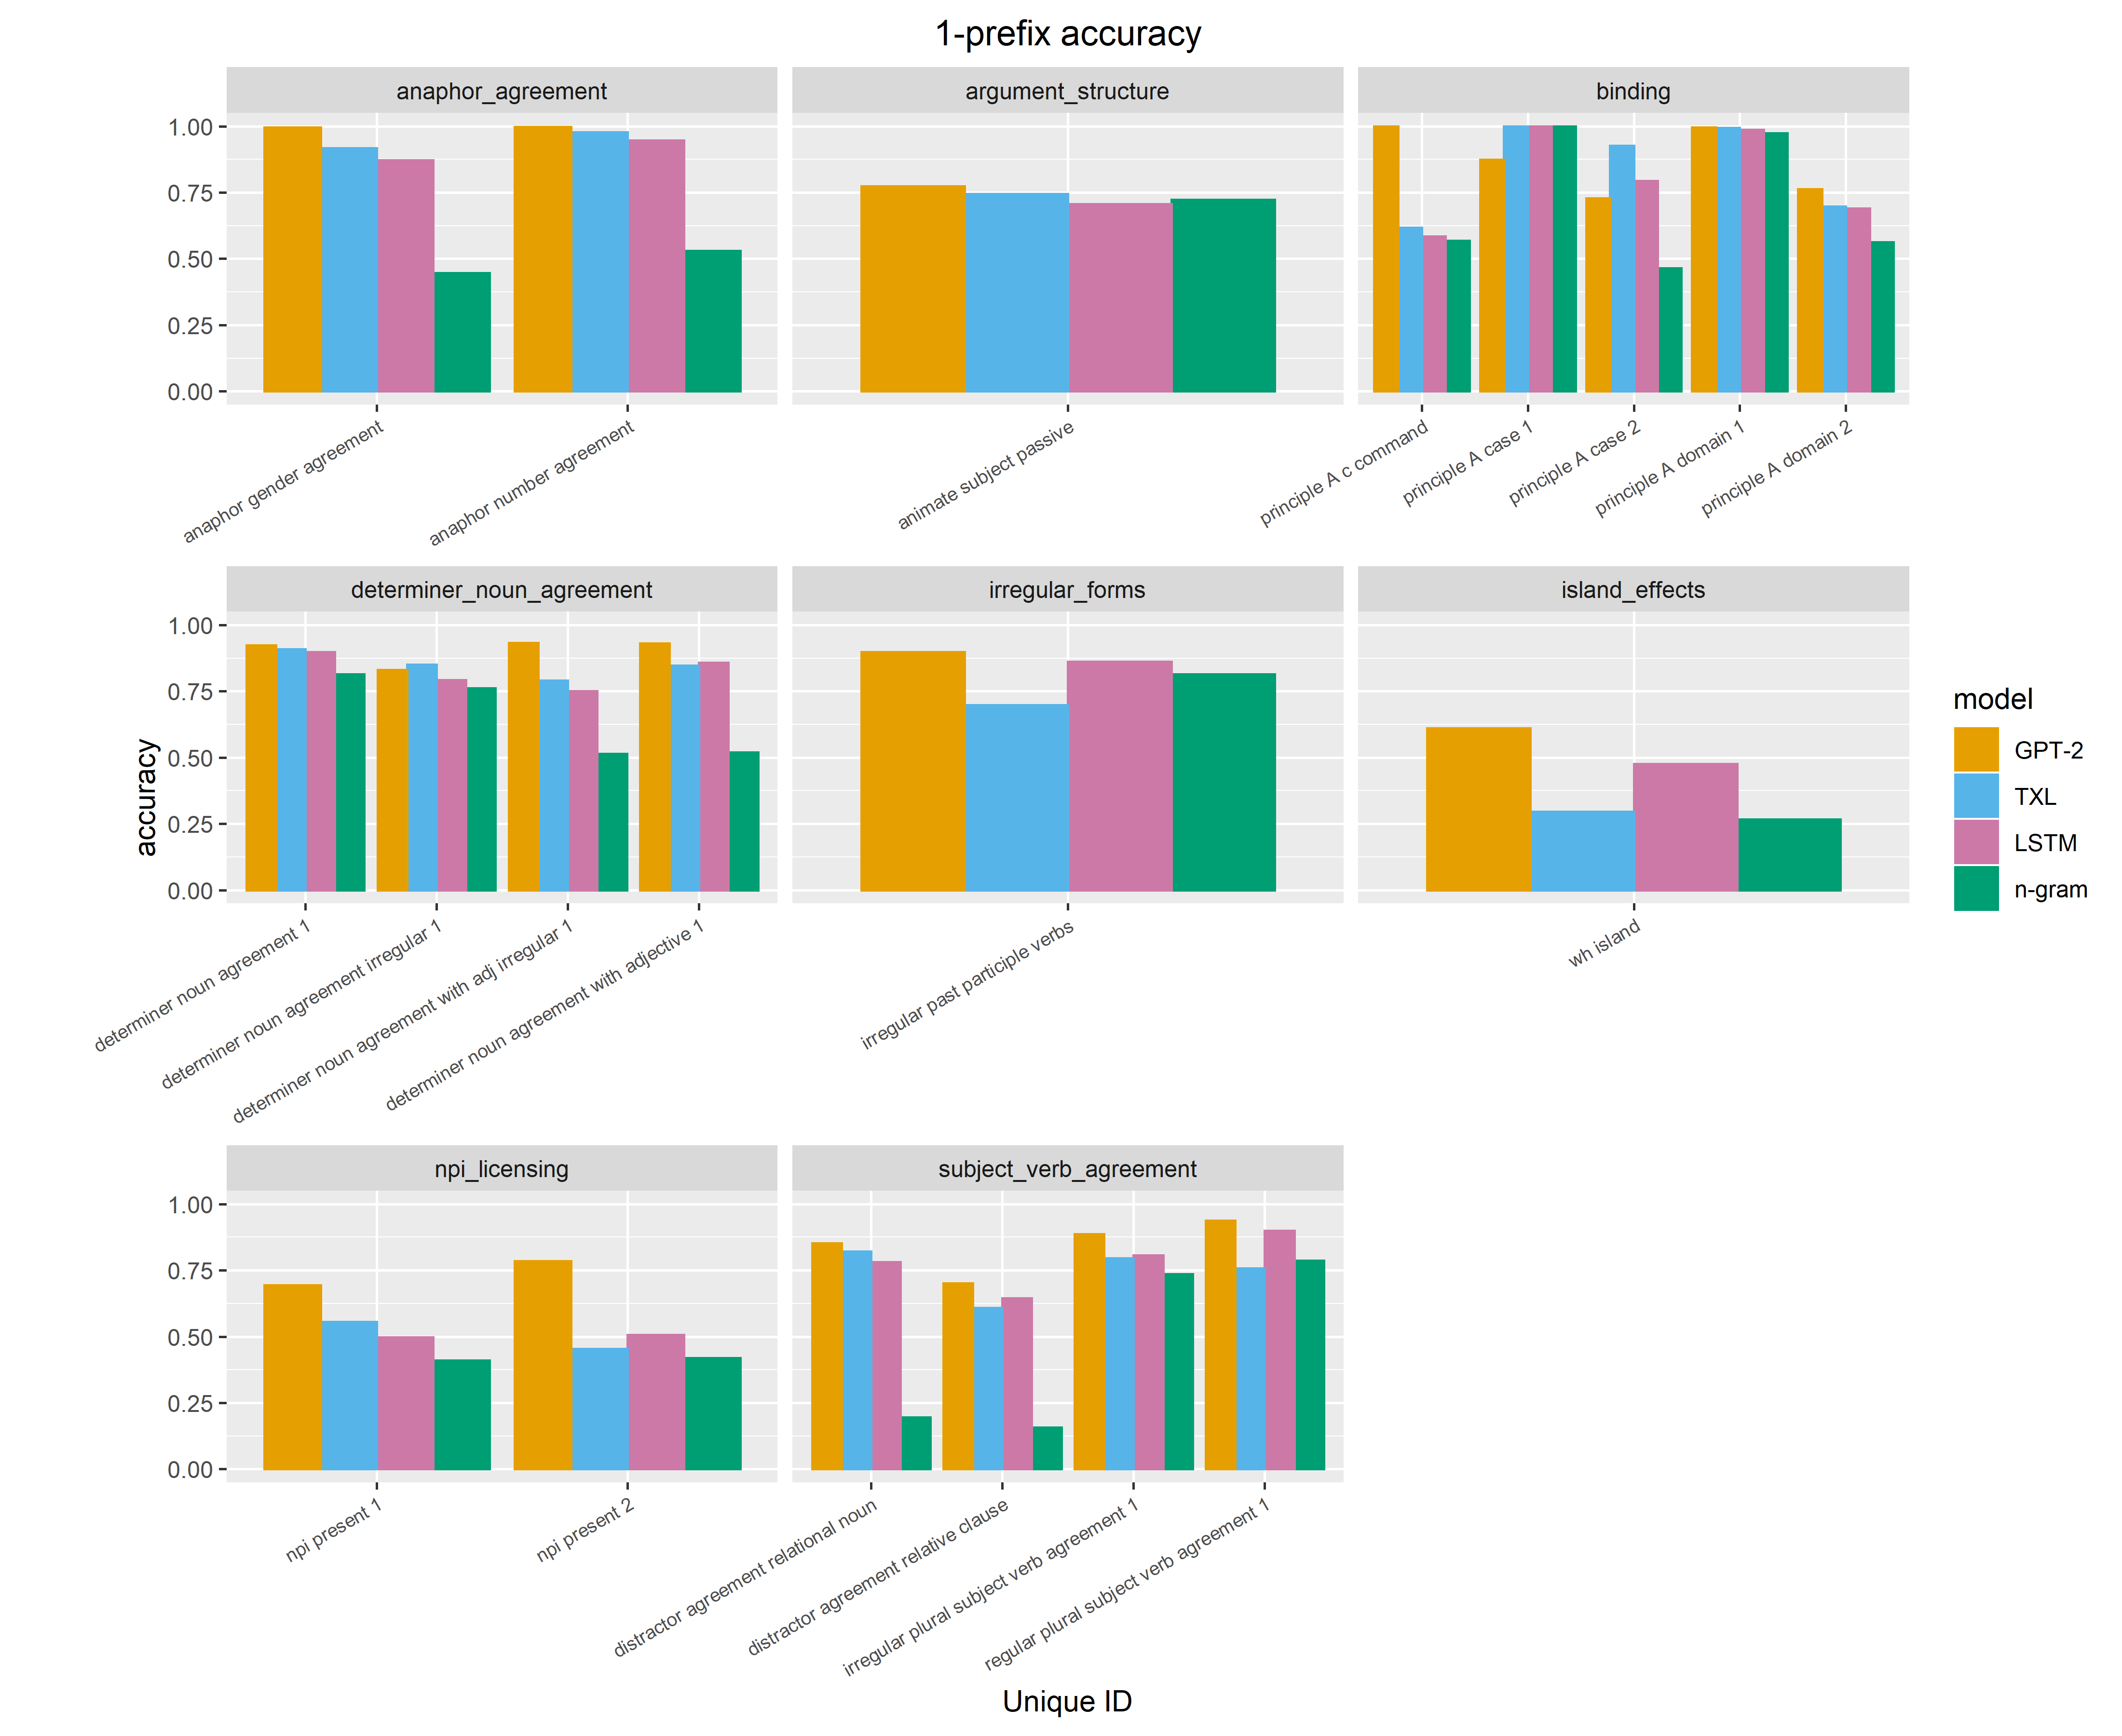 1-prefix accuracy
anaphor_agreement
argument_structure
binding
1.00
0.75
0.50
0.25
0.00
anaphor gender agreement
anaphor number agreement
animate subject passive
principle A c command
principle A case 1
principle A case 2
principle A domain 1
principle A domain 2
determiner_noun_agreement
irregular_forms
island_effects
1.00
0.75
0.50
0.25
0.00
accuracy
determiner noun agreement 1
determiner noun agreement irregular 1
determiner noun agreement with adj irregular 1
determiner noun agreement with adjective 1
irregular past participle verbs
wh island
model
GPT-2
TXL
LSTM
n-gram
npi_licensing
subject_verb_agreement
1.00
0.75
0.50
0.25
0.00
npi present 1
npi present 2
distractor agreement relational noun
distractor agreement relative clause
irregular plural subject verb agreement 1
regular plural subject verb agreement 1
Unique ID